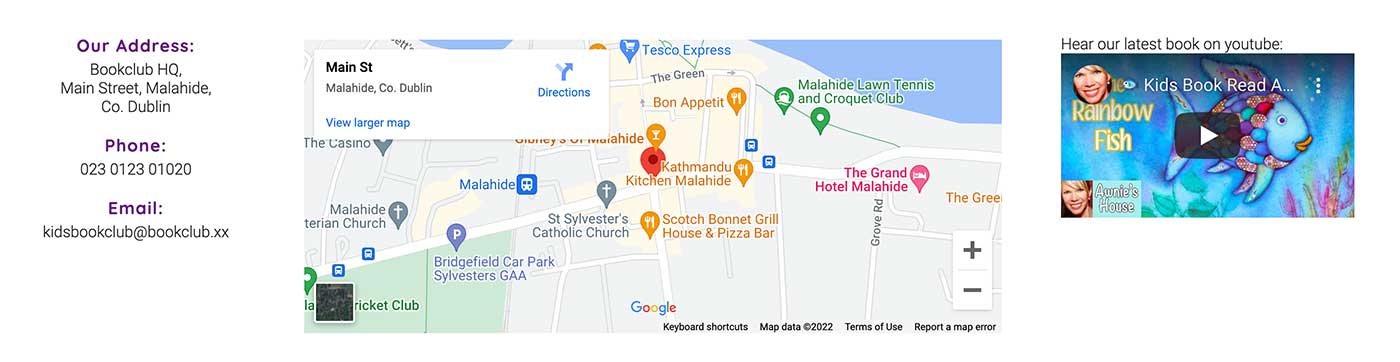 Our Address:
Bookclub HQ,
Main Street, Malahide,
Co. Dublin
Phone:
023 0123 01020
Email:
kidsbookclub@bookclub.xx
Main St
Malahide, Co. Dublin
Directions
View larger map
Tesco Express
The Green
Bon Appetit
Malahide Lawn Tennis
and Croquet Club
The Casino
Gibney's Of Malahide
Kathmandu
Kitchen Malahide
The Grand
Hotel Malahide
The Greene
Malahide
Malahide
terian Church
St Sylvester's
Catholic Church
Scotch Bonnet Grill
House & Pizza Bar
Grove Rd
P
Bridgefield Car Park
Sylvesters GAA
ricket Club
Google
Keyboard shortcuts
Map data ©2022
Terms of Use
Report a map error
Hear our latest book on youtube:
Kids Book Read A...
Rainbow
Fish
Awnie's
House